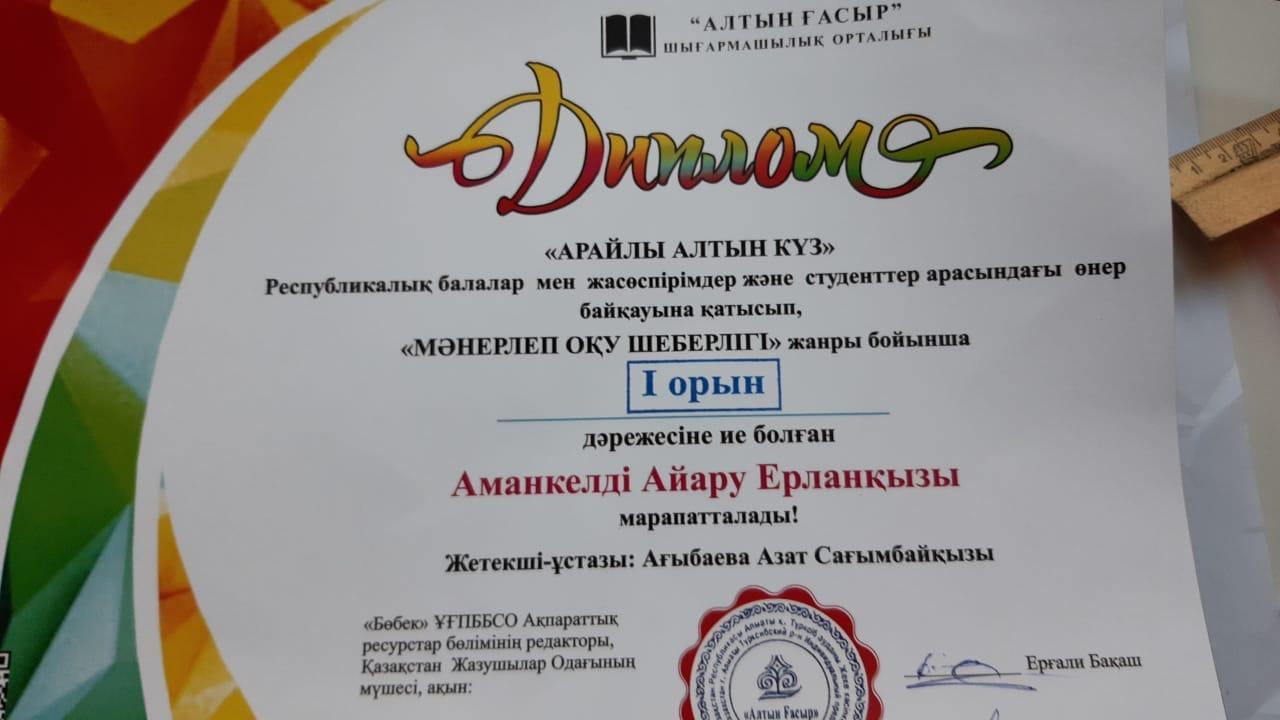 “АЛТЫН ҒАСЫР”
ШЫҒАРМАШЫЛЫҚ ОРТАЛЫҒЫ
Диплом
«АРАЙЛЫ АЛТЫН КҮЗ»
Республикалық балалар мен жасөспірімдер және студенттер арасындағы өнер
байқауына қатысып,
«МӘНЕРЛЕП ОҚУ ШЕБЕРЛІГІ» жанры бойынша
I орын
дәрежесіне ие болған
Аманкелді Айару Ерланқызы
марапатталады!
Жетекші-ұстазы: Ағыбаева Азат Сағымбайқызы
«Бөбек» ҰҒПББСО Ақпараттық
ресурстар бөлімінің редакторы,
Қазақстан Жазушылар Одағының
мүшесі, ақын:
Ерғали Бақаш
«Алтын Ғасыр»